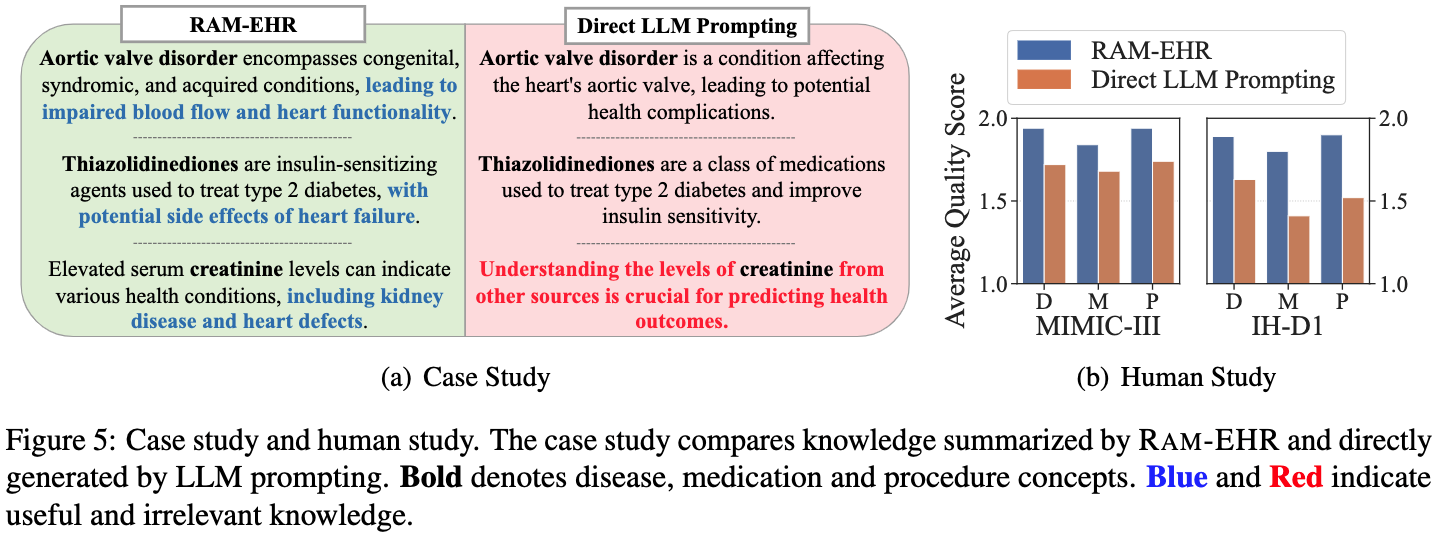 RAM-EHR
Aortic valve disorder encompasses congenital,
syndromic, and acquired conditions, leading to
impaired blood flow and heart functionality.
Thiazolidinediones are insulin-sensitizing
agents used to treat type 2 diabetes, with
potential side effects of heart failure.
Elevated serum creatinine levels can indicate
various health conditions, including kidney
disease and heart defects.
Direct LLM Prompting
Aortic valve disorder is a condition affecting
the heart's aortic valve, leading to potential
health complications.
Thiazolidinediones are a class of medications
used to treat type 2 diabetes and improve
insulin sensitivity.
Understanding the levels of creatinine from
other sources is crucial for predicting health
outcomes.
(a) Case Study
RAM-EHR
Direct LLM Prompting
Average Quality Score
2.0
1.5
1.0
D M P
MIMIC-III
D M P
IH-D1
2.0
1.5
1.0
(b) Human Study
Figure 5: Case study and human study. The case study compares knowledge summarized by RAM-EHR and directly
generated by LLM prompting. Bold denotes disease, medication and procedure concepts. Blue and Red indicate
useful and irrelevant knowledge.